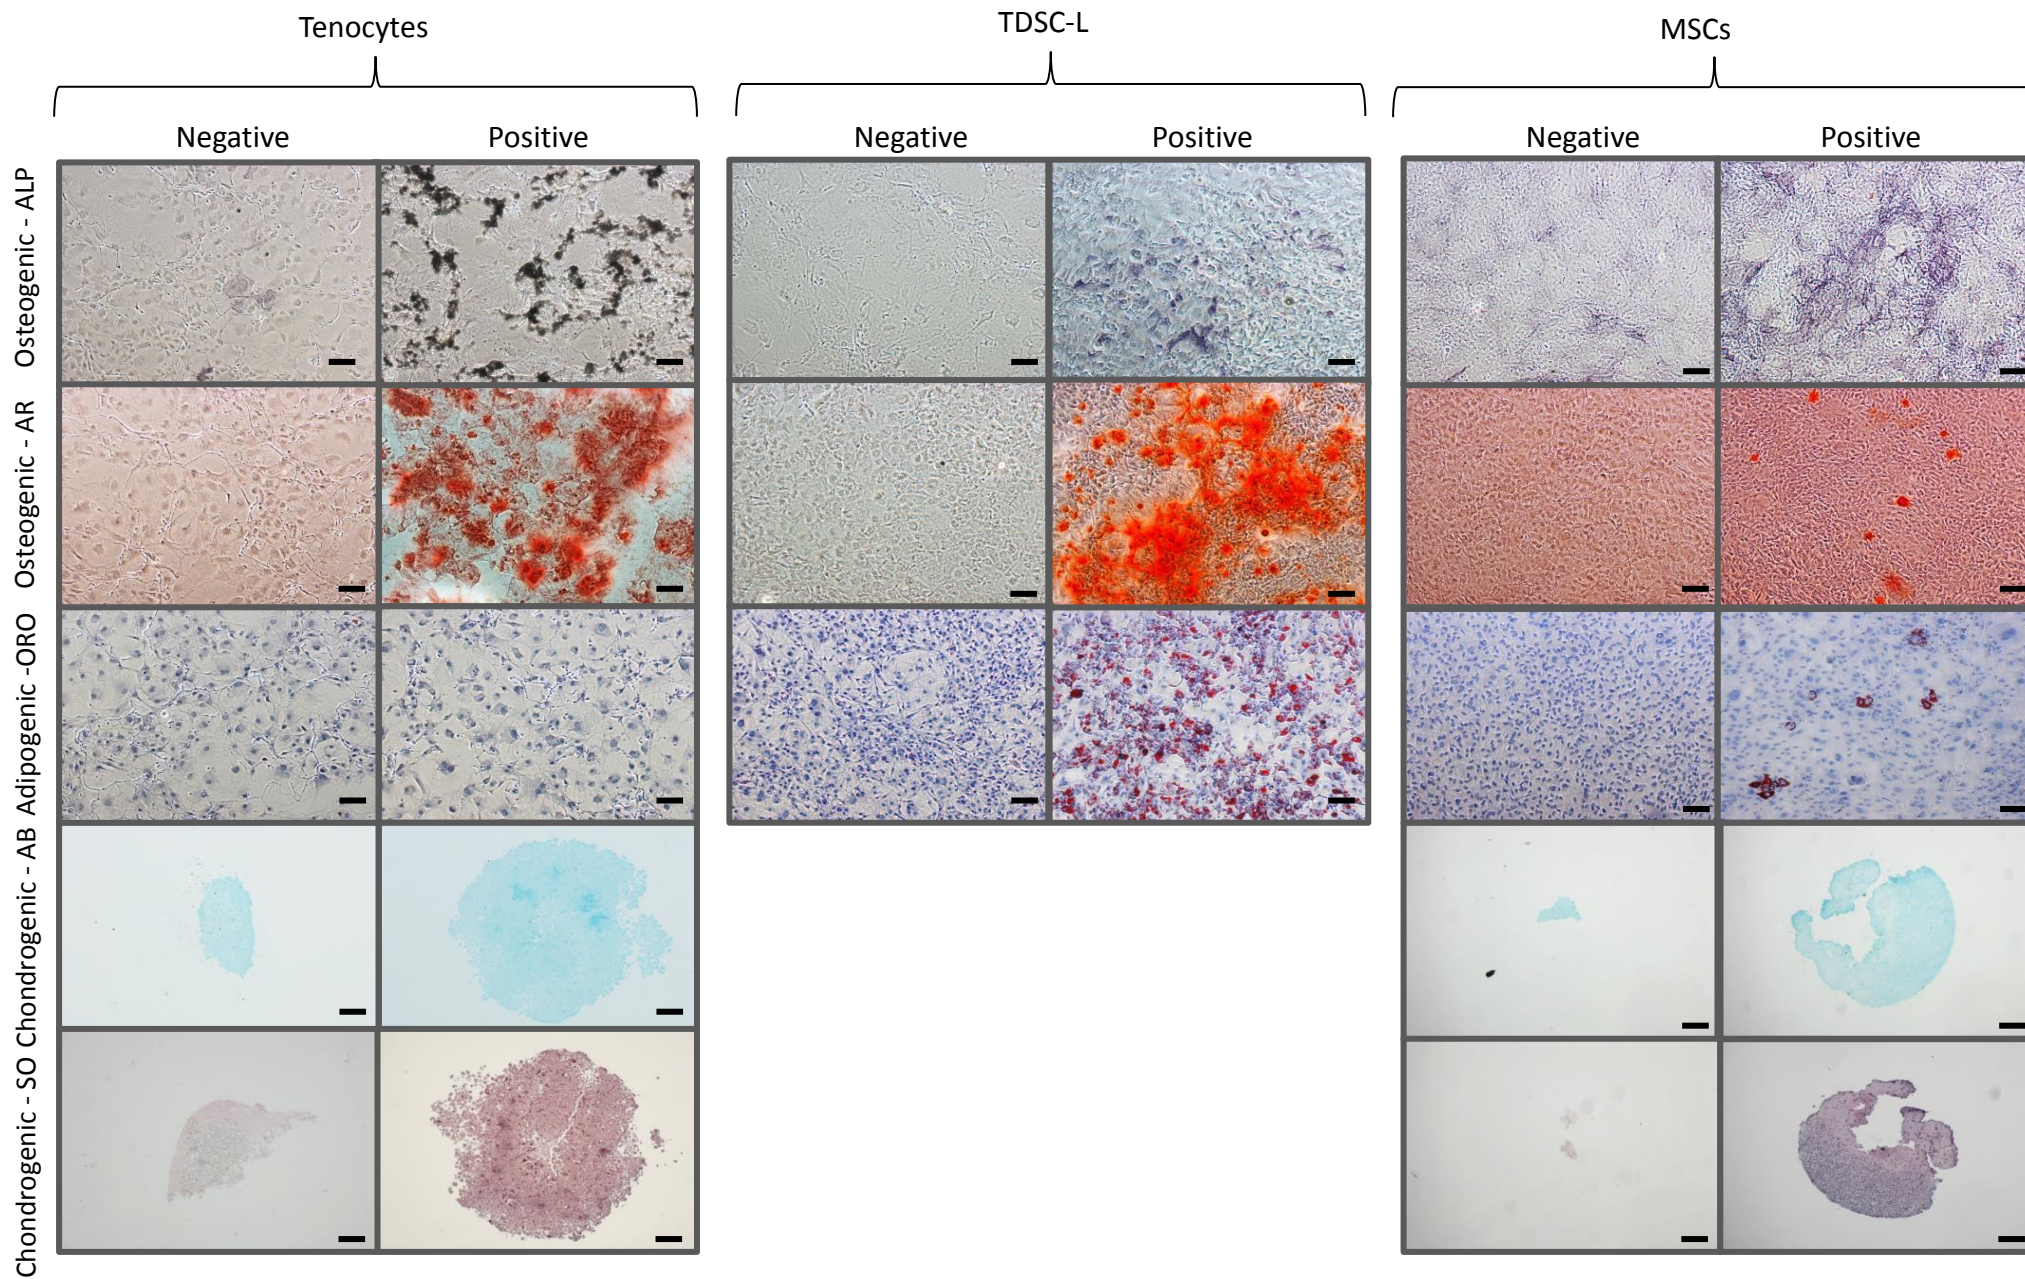 Tenocytes
TDSC-L
MSCs
Negative
Positive
Negative
Positive
Negative
Positive
Osteogenic - ALP
Osteogenic - AR
Adipogenic -ORO
Chondrogenic - AB
Chondrogenic - SO